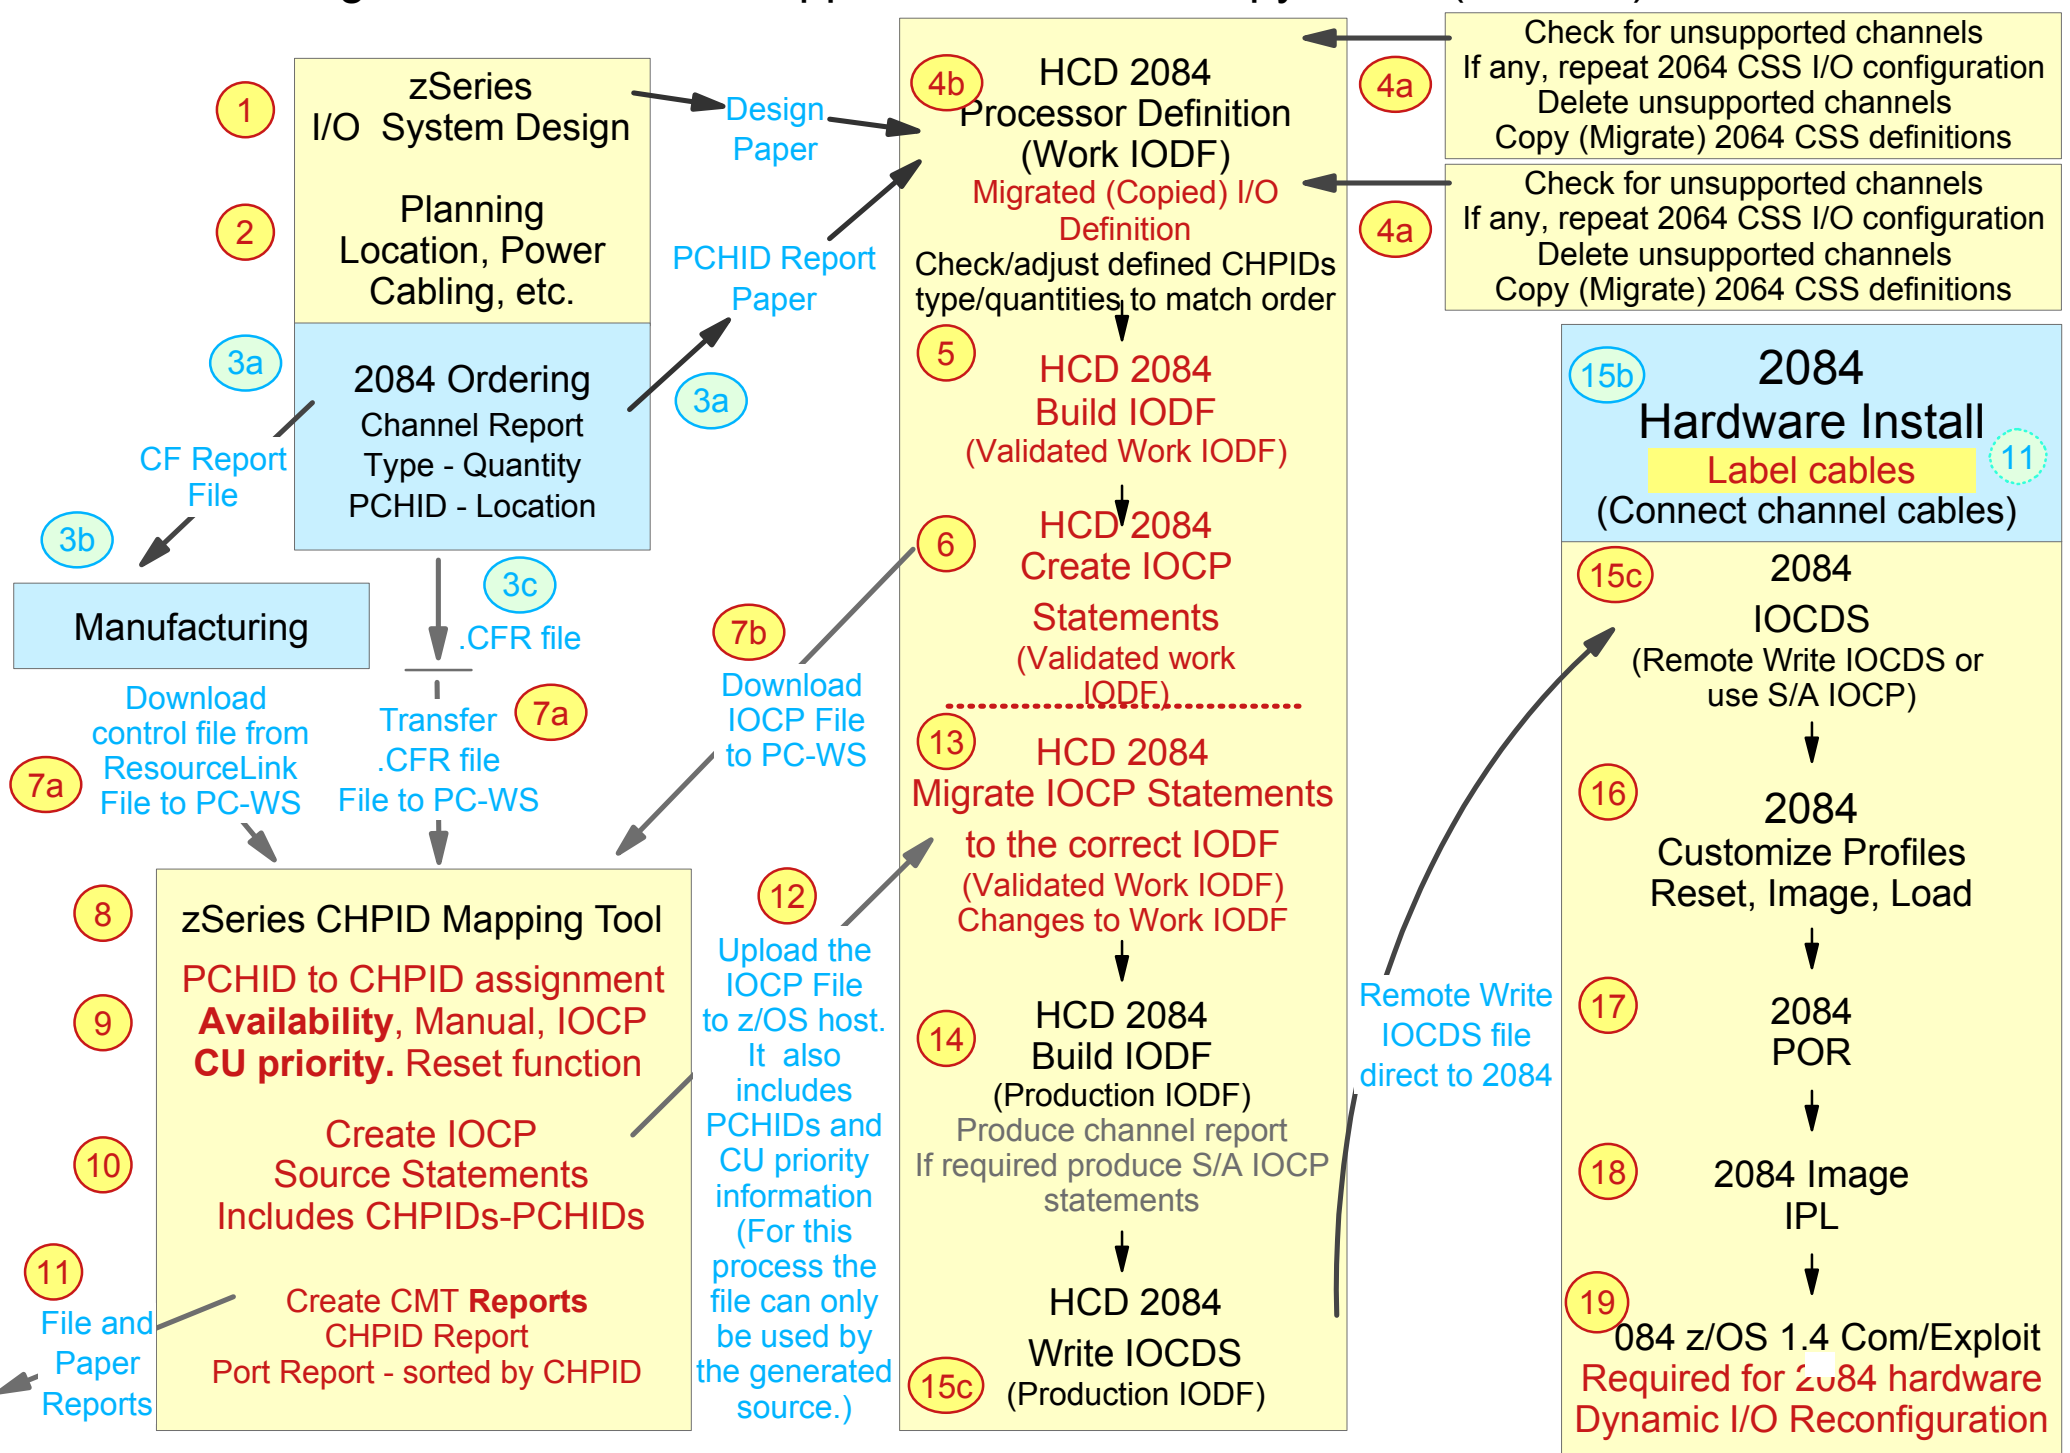 1
zSeries
I/O System Design
2
Planning
Location, Power
Cabling, etc.
3a
2084 Ordering
Channel Report
Type - Quantity
PCHID - Location
Design
Paper
PCHID Report
Paper
3a
CF Report
File
3b
Manufacturing
3c
.CFR file
Download
control file from
ResourceLink
File to PC-WS
7a
Transfer
.CFR file
File to PC-WS
7a
7b
Download
IOCP File
to PC-WS
8
zSeries CHPID Mapping Tool
9
PCHID to CHPID assignment
Availability, Manual, IOCP
CU priority. Reset function
10
Create IOCP
Source Statements
Includes CHPIDs-PCHIDs
11
Create CMT Reports
CHPID Report
Port Report - sorted by CHPID
File and
Paper
Reports
12
Upload the
IOCP File
to z/OS host.
It also
includes
PCHIDs and
CU priority
information
(For this
process the
file can only
be used by
the generated
source.)
4b
HCD 2084
Processor Definition
(Work IODF)
Migrated (Copied) I/O
Definition
Check/adjust defined CHPIDs
type/quantities to match order
5
HCD 2084
Build IODF
(Validated Work IODF)
6
HCD 2084
Create IOCP
Statements
(Validated work
IODF)
13
HCD 2084
Migrate IOCP Statements
to the correct IODF
(Validated Work IODF)
Changes to Work IODF
14
HCD 2084
Build IODF
(Production IODF)
Produce channel report
If required produce S/A IOCP
statements
HCD 2084
Write IOCDS
15c
(Production IODF)
4a
Check for unsupported channels
If any, repeat 2064 CSS I/O configuration
Delete unsupported channels
Copy (Migrate) 2064 CSS definitions
4a
Check for unsupported channels
If any, repeat 2064 CSS I/O configuration
Delete unsupported channels
Copy (Migrate) 2064 CSS definitions
Remote Write
IOCDS file
direct to 2084
15b
2084
Hardware Install
11
Label cables
(Connect channel cables)
15c
2084
IOCDS
(Remote Write IOCDS or
use S/A IOCP)
16
2084
Customize Profiles
Reset, Image, Load
17
2084
POR
18
2084 Image
IPL
19
084 z/OS 1.4 Com/Exploit
Required for 2084 hardware
Dynamic I/O Reconfiguration